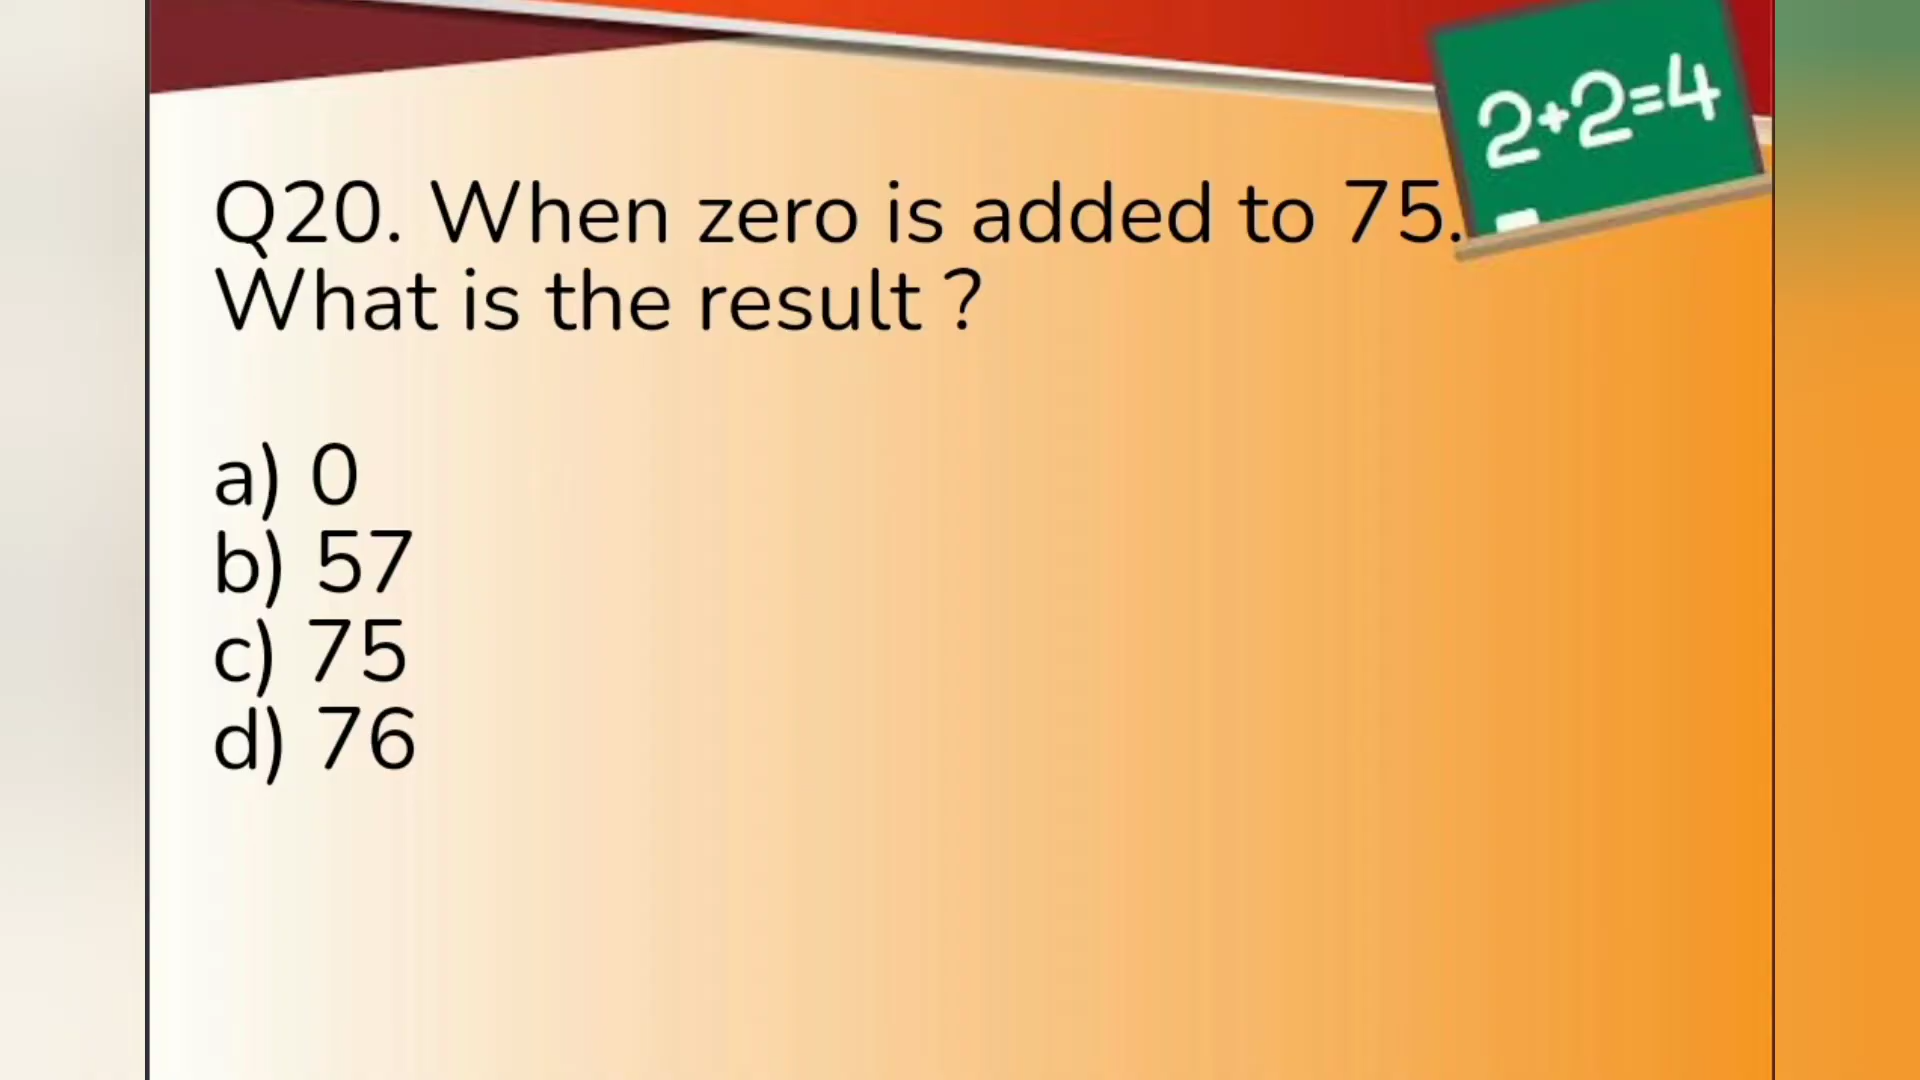 2+2=4
Q20. When zero is added to 75.
What is the result ?
a) 0
b) 57
c) 75
d) 76